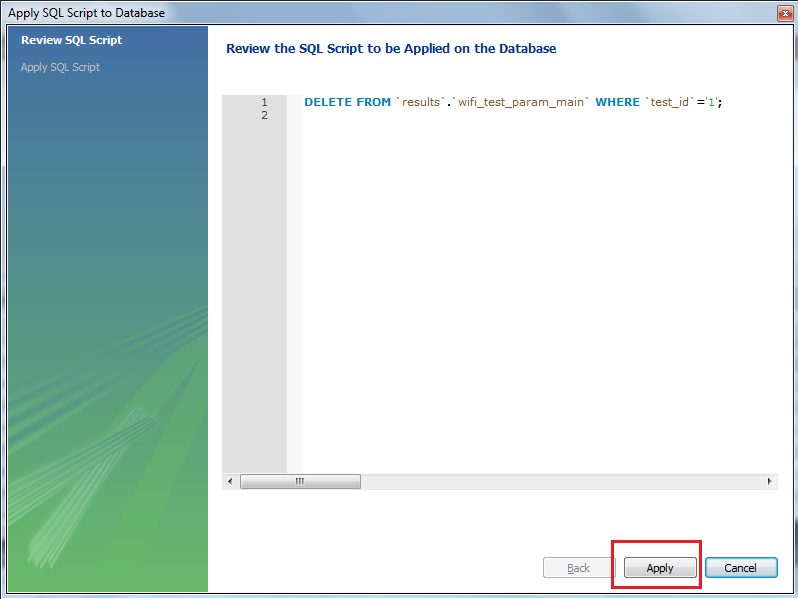 Apply SQL Script to Database
Review SQL Script
Apply SQL Script
Review the SQL Script to be Applied on the Database
1 DELETE FROM `results`.`wifi_test_param_main` WHERE `test_id`='1';
2
Back Apply Cancel